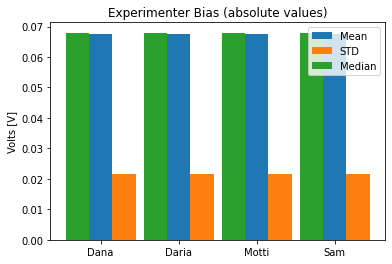 Experimenter Bias (absolute values)
Mean
STD
Median
Volts [V]
0.07
0.06
0.05
0.04
0.03
0.02
0.01
0.00
Dana Daria Motti Sam